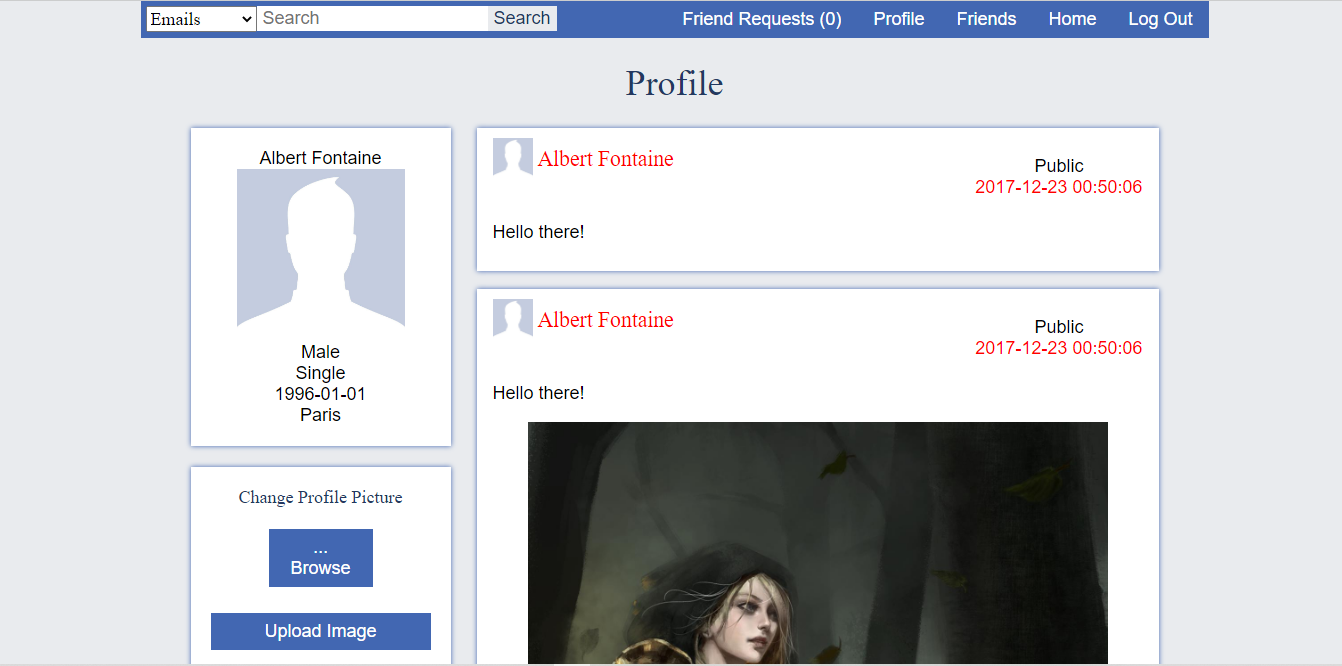 Emails Search Search Friend Requests (0) Profile Friends Home Log Out
Profile
Albert Fontaine
Male
Single
1996-01-01
Paris
Change Profile Picture
...
Browse
Upload Image
Albert Fontaine
Public
2017-12-23 00:50:06
Hello there!
Albert Fontaine
Public
2017-12-23 00:50:06
Hello there!